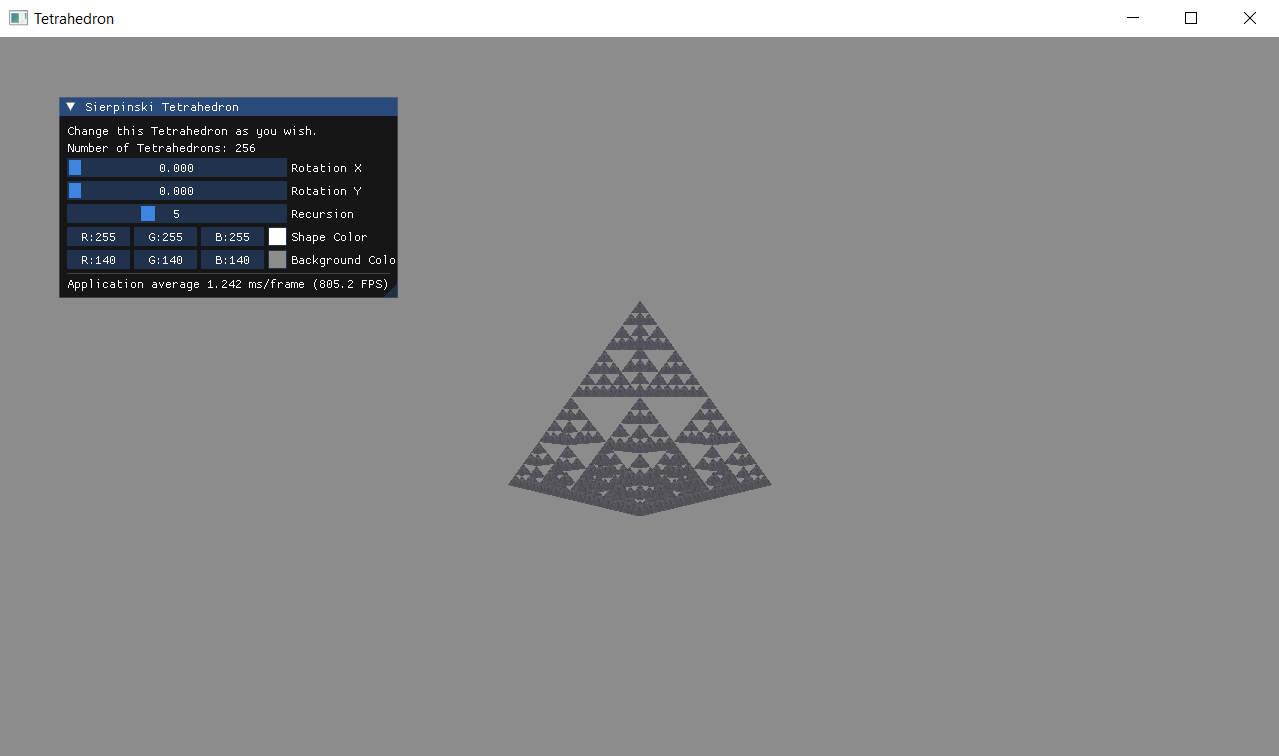 Tetrahedron
Sierpinski Tetrahedron
Change this Tetrahedron as you wish.
Number of Tetrahedrons: 256
0.000 Rotation X
0.000 Rotation Y
5 Recursion
R:255 G:255 B:255 Shape Color
R:140 G:140 B:140 Background Colo
Application average 1.242 ms/frame (805.2 FPS)